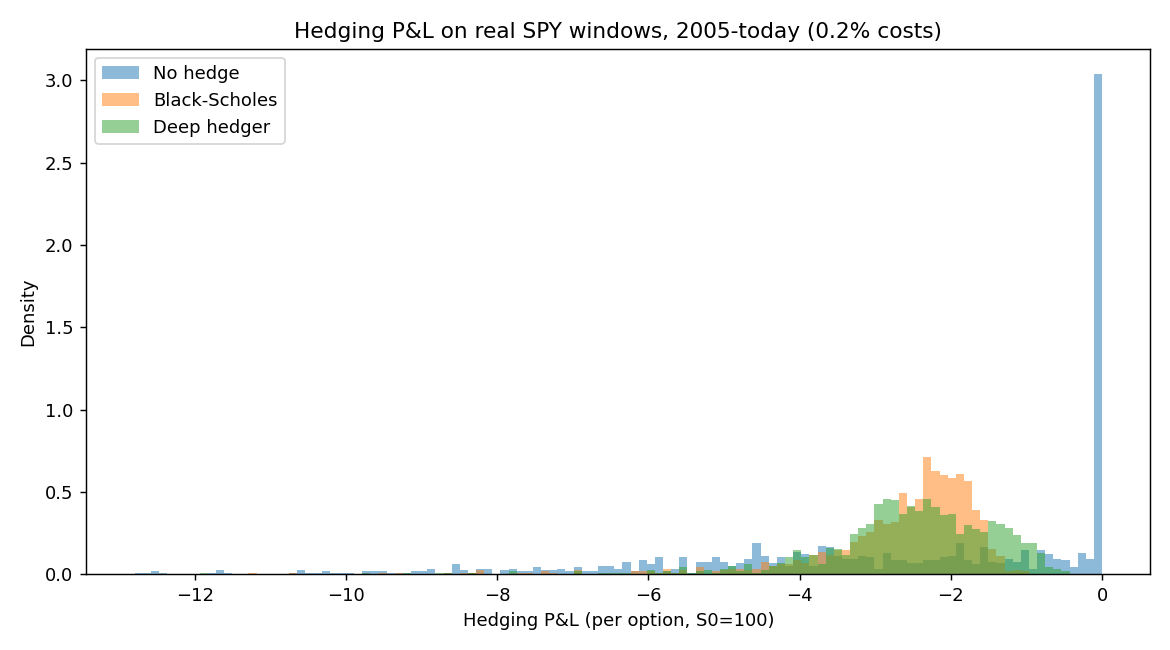 Hedging P&L on real SPY windows, 2005-today (0.2% costs)
No hedge
Black-Scholes
Deep hedger
3.0
2.5
2.0
1.5
1.0
0.5
0.0
Density
−12
−10
−8
−6
−4
−2
0
Hedging P&L (per option, S0=100)